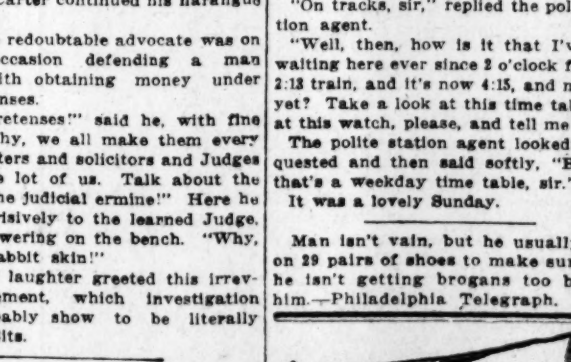 Carter continued his harangue
redoubtable advocate was on
occasion defending a man
with obtaining money under
enses.
retenses!" said he, with fine
hy, we all make them every
ters and solicitors and Judges
e lot of us. Talk about the
he judicial ermine!" Here he
risively to the learned Judge,
wering on the bench. "Why,
abbit skin!"
laughter greeted this irrev-
ement, which investigation
ably show to be literally
its.
"On tracks, sir," replied the pol
tion agent.
"Well, then, how is it that I'v
waiting here ever since 2 o'clock f
2:13 train, and it's now 4:15, and n
yet? Take a look at this time tal
at this watch, please, and tell me
The polite station agent looked
quested and then said softly, "B
that's a weekday time table, sir."
It was a lovely Sunday.
Man isn't vain, but he usuall
on 29 pairs of shoes to make sur
he isn't getting brogans too b
him.—Philadelphia Telegraph.